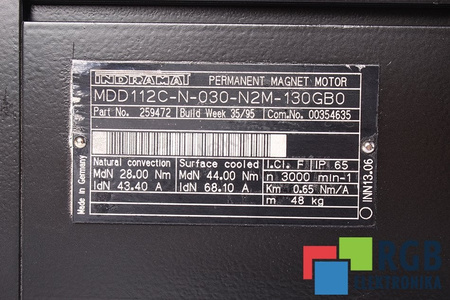 INDRAMAT PERMANENT MAGNET MOTOR
MDD112C-N-030-N2M-130GB0
Part No. 259472 Build Week 35/95 Com.No. 00354635
Natural convection Surface cooled I.Cl. F IP 65
MdN 28.00 Nm MdN 44.00 Nm n 3000 min-1
IdN 43.40 A IdN 68.10 A Km 0.65 Nm/A
m 48 kg
Made in Germany
INN13.06
RGB
ELEKTRONIKA